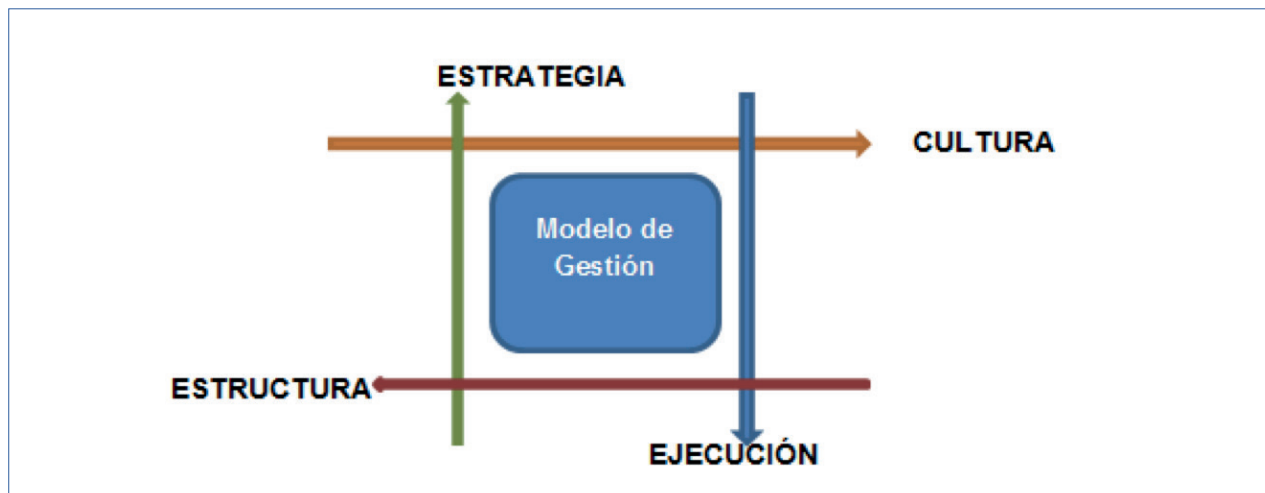 ESTRATEGIA
CULTURA
Modelo de
Gestión
ESTRUCTURA
EJECUCIÓN